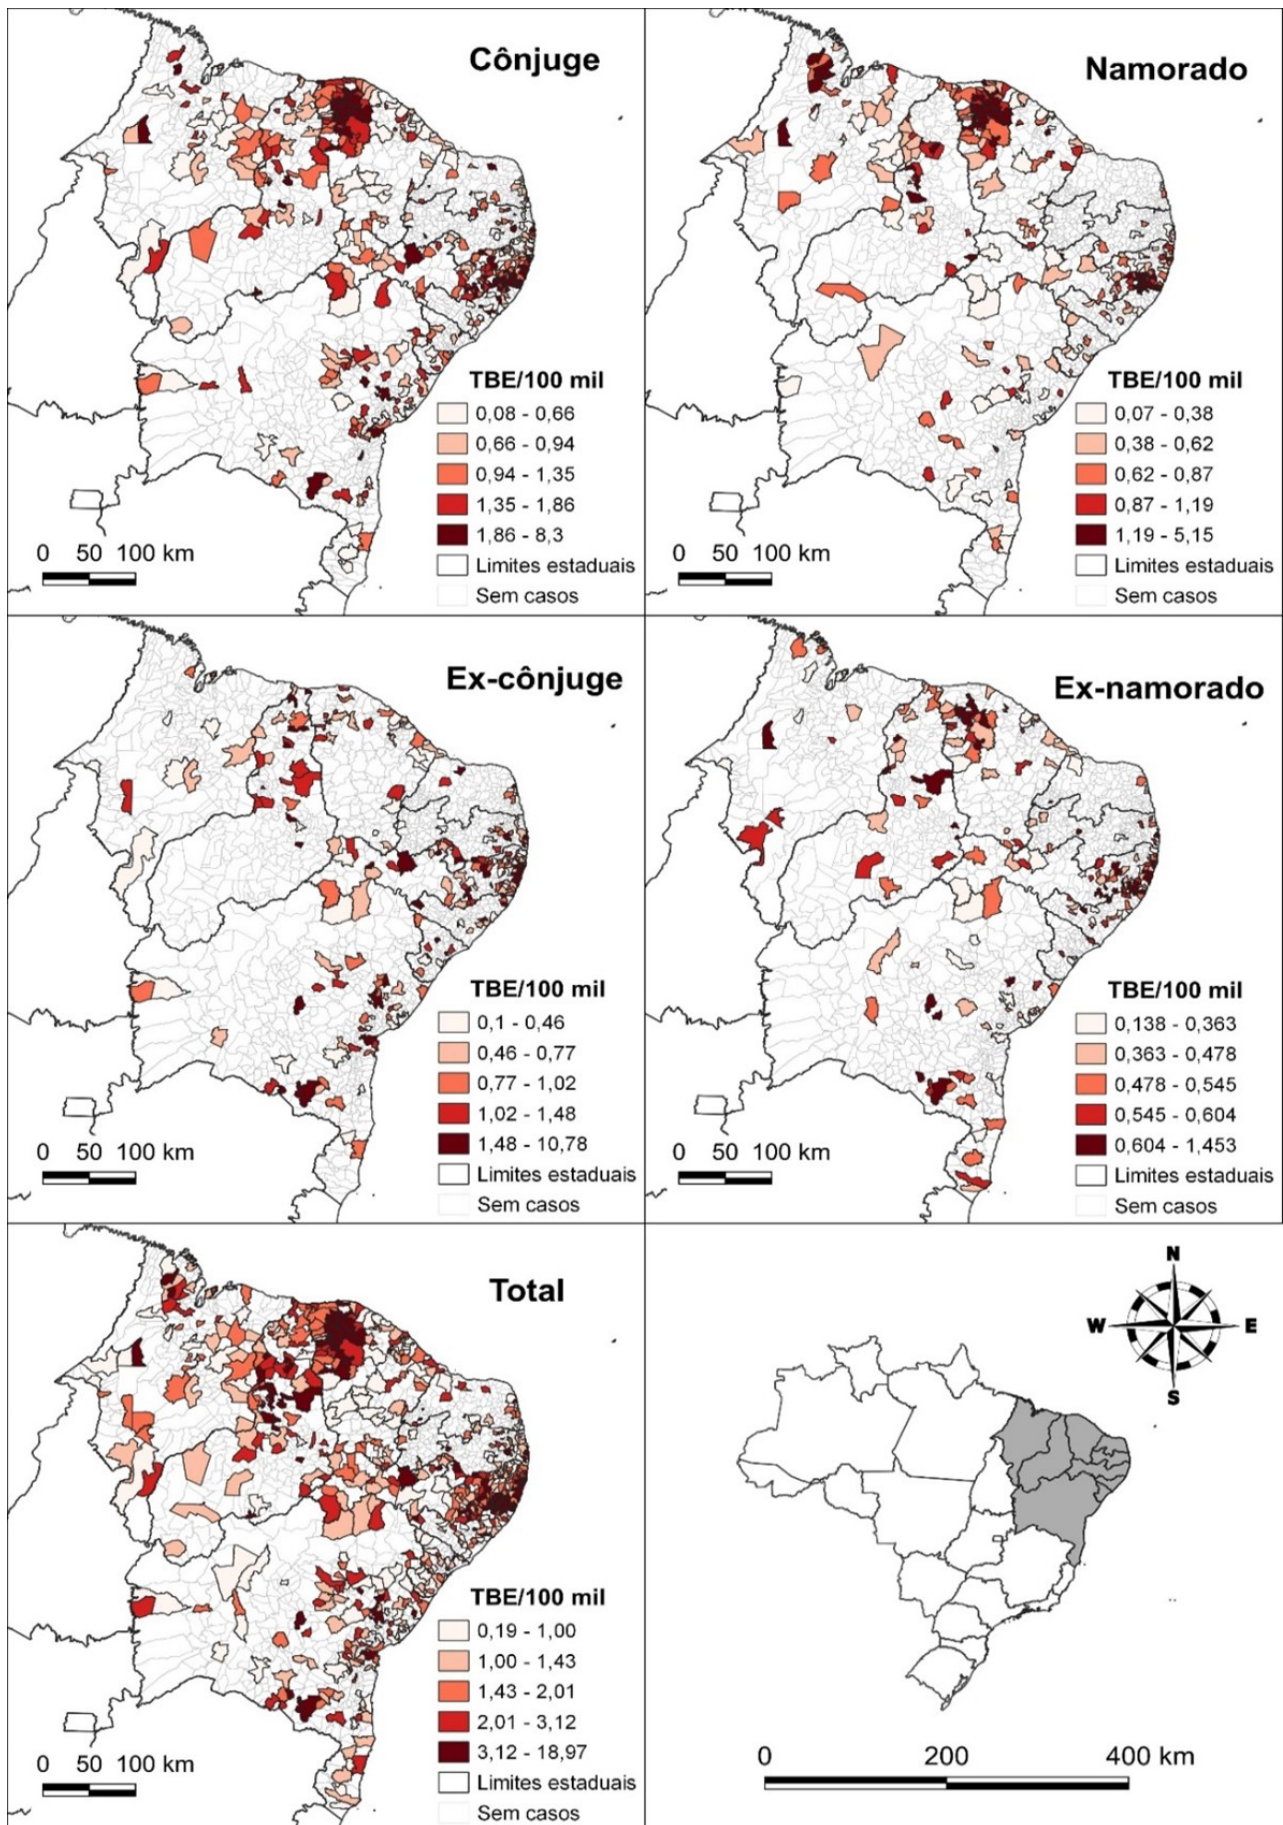 Cônjuge
TBE/100 mil
0,08 - 0,66
0,66 - 0,94
0,94 - 1,35
1,35 - 1,86
1,86 - 8,3
Limites estaduais
Sem casos
0 50 100 km
Namorado
TBE/100 mil
0,07 - 0,38
0,38 - 0,62
0,62 - 0,87
0,87 - 1,19
1,19 - 5,15
Limites estaduais
Sem casos
0 50 100 km
Ex-cônjuge
TBE/100 mil
0,1 - 0,46
0,46 - 0,77
0,77 - 1,02
1,02 - 1,48
1,48 - 10,78
Limites estaduais
Sem casos
0 50 100 km
Ex-namorado
TBE/100 mil
0,138 - 0,363
0,363 - 0,478
0,478 - 0,545
0,545 - 0,604
0,604 - 1,453
Limites estaduais
Sem casos
0 50 100 km
Total
TBE/100 mil
0,19 - 1,00
1,00 - 1,43
1,43 - 2,01
2,01 - 3,12
3,12 - 18,97
Limites estaduais
Sem casos
0 50 100 km
N
W E
S
0 200 400 km